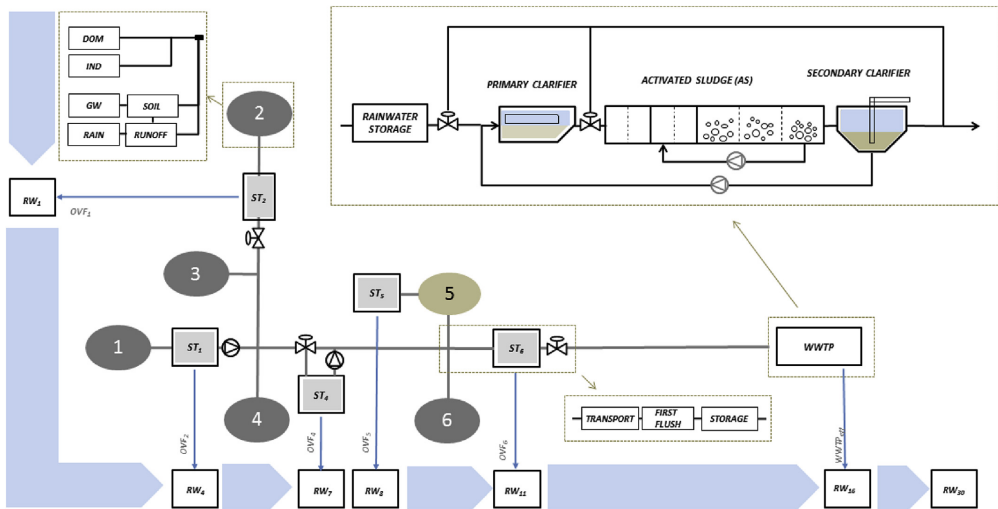 DOM
IND
GW
SOIL
RAIN
RUNOFF
PRIMARY CLARIFIER
ACTIVATED SLUDGE (AS)
SECONDARY CLARIFIER
RAINWATER
STORAGE
2
RW1
OVF1
ST2
3
ST5
5
1
ST1
ST6
WWTP
ST4
4
6
TRANSPORT
FIRST
FLUSH
STORAGE
OVF2
OVF4
OVF5
OVF6
WWTPeff
RW4
RW7
RW8
RW11
RW16
RW30